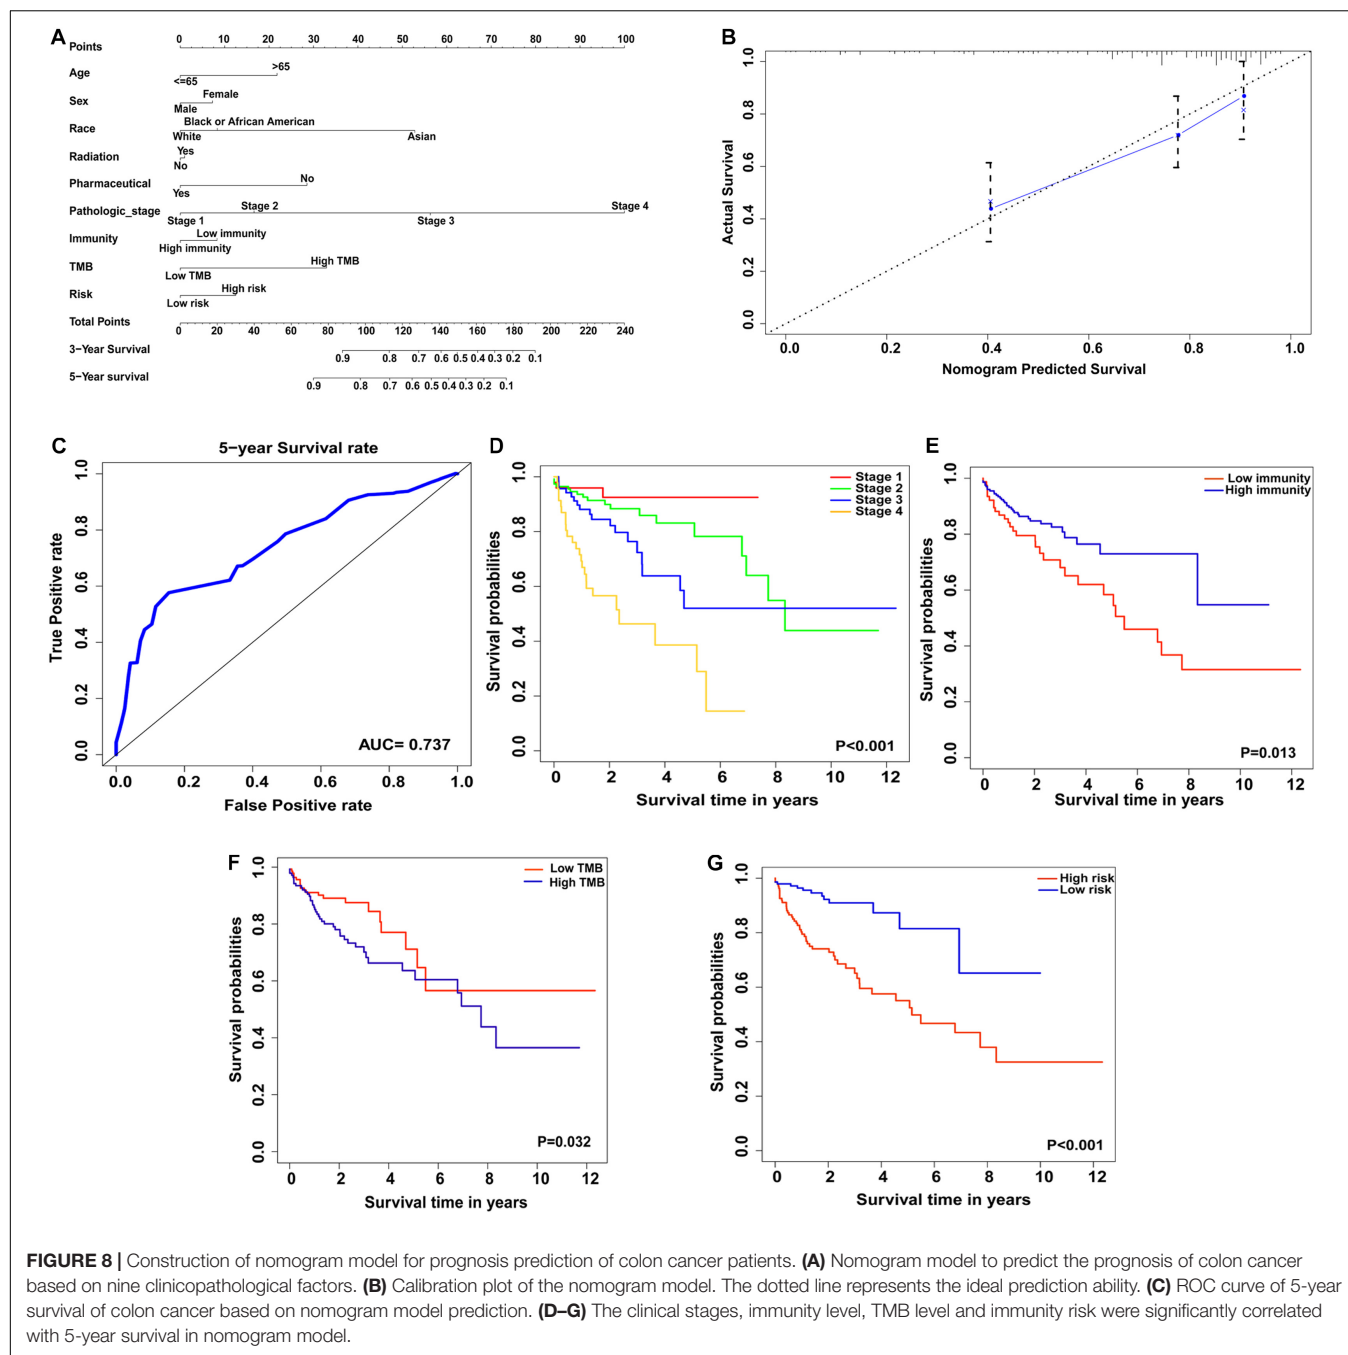 A
Points
0 10 20 30 40 50 60 70 80 90 100
Age
>65
<=65
Sex
Female
Male
Race
Black or African American
White Asian
Radiation
Yes
No
Pharmaceutical
No
Yes
Pathologic_stage
Stage 2 Stage 4
Stage 1 Stage 3
Immunity
Low immunity
High immunity
TMB
High TMB
Low TMB
Risk
High risk
Low risk
Total Points
0 20 40 60 80 100 120 140 160 180 200 220 240
3−Year Survival
0.9 0.8 0.7 0.6 0.5 0.4 0.3 0.2 0.1
5−Year survival
0.9 0.8 0.7 0.6 0.5 0.4 0.3 0.2 0.1
B
Actual Survival
0.0 0.2 0.4 0.6 0.8 1.0
0.0 0.2 0.4 0.6 0.8 1.0
Nomogram Predicted Survival
C
5−year Survival rate
True Positive rate
0.0 0.2 0.4 0.6 0.8 1.0
AUC= 0.737
0.0 0.2 0.4 0.6 0.8 1.0
False Positive rate
D
Stage 1
Stage 2
Stage 3
Stage 4
Survival probabilities
0.0 0.2 0.4 0.6 0.8 1.0
P<0.001
0 2 4 6 8 10 12
Survival time in years
E
Low immunity
High immunity
Survival probabilities
0.0 0.2 0.4 0.6 0.8 1.0
P=0.013
0 2 4 6 8 10 12
Survival time in years
F
Low TMB
High TMB
Survival probabilities
0.0 0.2 0.4 0.6 0.8 1.0
P=0.032
0 2 4 6 8 10 12
Survival time in years
G
High risk
Low risk
Survival probabilities
0.0 0.2 0.4 0.6 0.8 1.0
P<0.001
0 2 4 6 8 10 12
Survival time in years
FIGURE 8 | Construction of nomogram model for prognosis prediction of colon cancer patients. (A) Nomogram model to predict the prognosis of colon cancer
based on nine clinicopathological factors. (B) Calibration plot of the nomogram model. The dotted line represents the ideal prediction ability. (C) ROC curve of 5-year
survival of colon cancer based on nomogram model prediction. (D–G) The clinical stages, immunity level, TMB level and immunity risk were significantly correlated
with 5-year survival in nomogram model.